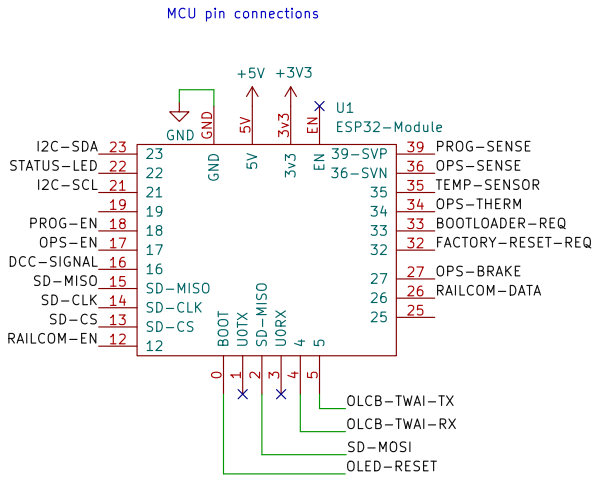 MCU pin connections
+5V +3V3
U1
ESP32-Module
GND
GND 5V 3v3 EN
GND 5V 3v3 EN
I2C-SDA 23 23
STATUS-LED 22 22
I2C-SCL 21 21
19 19
PROG-EN 18 18
OPS-EN 17 17
DCC-SIGNAL 16 16
SD-MISO 15 SD-MISO
SD-CLK 14 SD-CLK
SD-CS 13 SD-CS
RAILCOM-EN 12 12
39-SVP 39 PROG-SENSE
36-SVN 36 OPS-SENSE
35 35 TEMP-SENSOR
34 34 OPS-THERM
33 33 BOOTLOADER-REQ
32 32 FACTORY-RESET-REQ
27 27 OPS-BRAKE
26 26 RAILCOM-DATA
25 25
BOOT U0TX SD-MISO U0RX 4 5
0 1 2 3 4 5
OLCB-TWAI-TX
OLCB-TWAI-RX
SD-MOSI
OLED-RESET